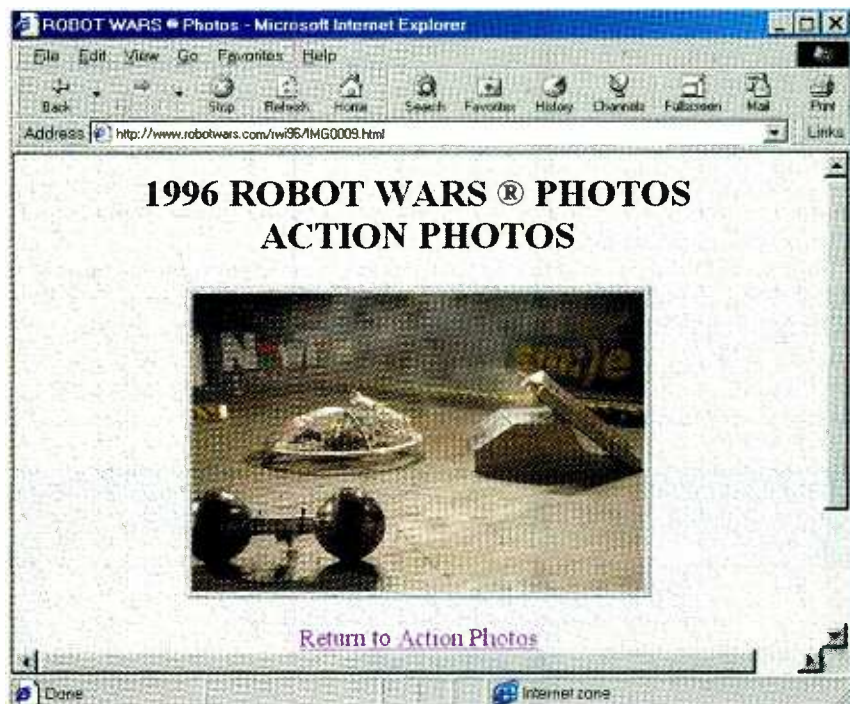 ROBOT WARS ® Photos - Microsoft Internet Explorer
File Edit View Go Favorites Help
Back Stop Refresh Home Search Favorites History Channels Fullscreen Mail Print
Address http://www.robotwars.com/rwi96/IMG0009.html Links
1996 ROBOT WARS ® PHOTOS
ACTION PHOTOS
smile
Return to Action Photos
Done Internet zone